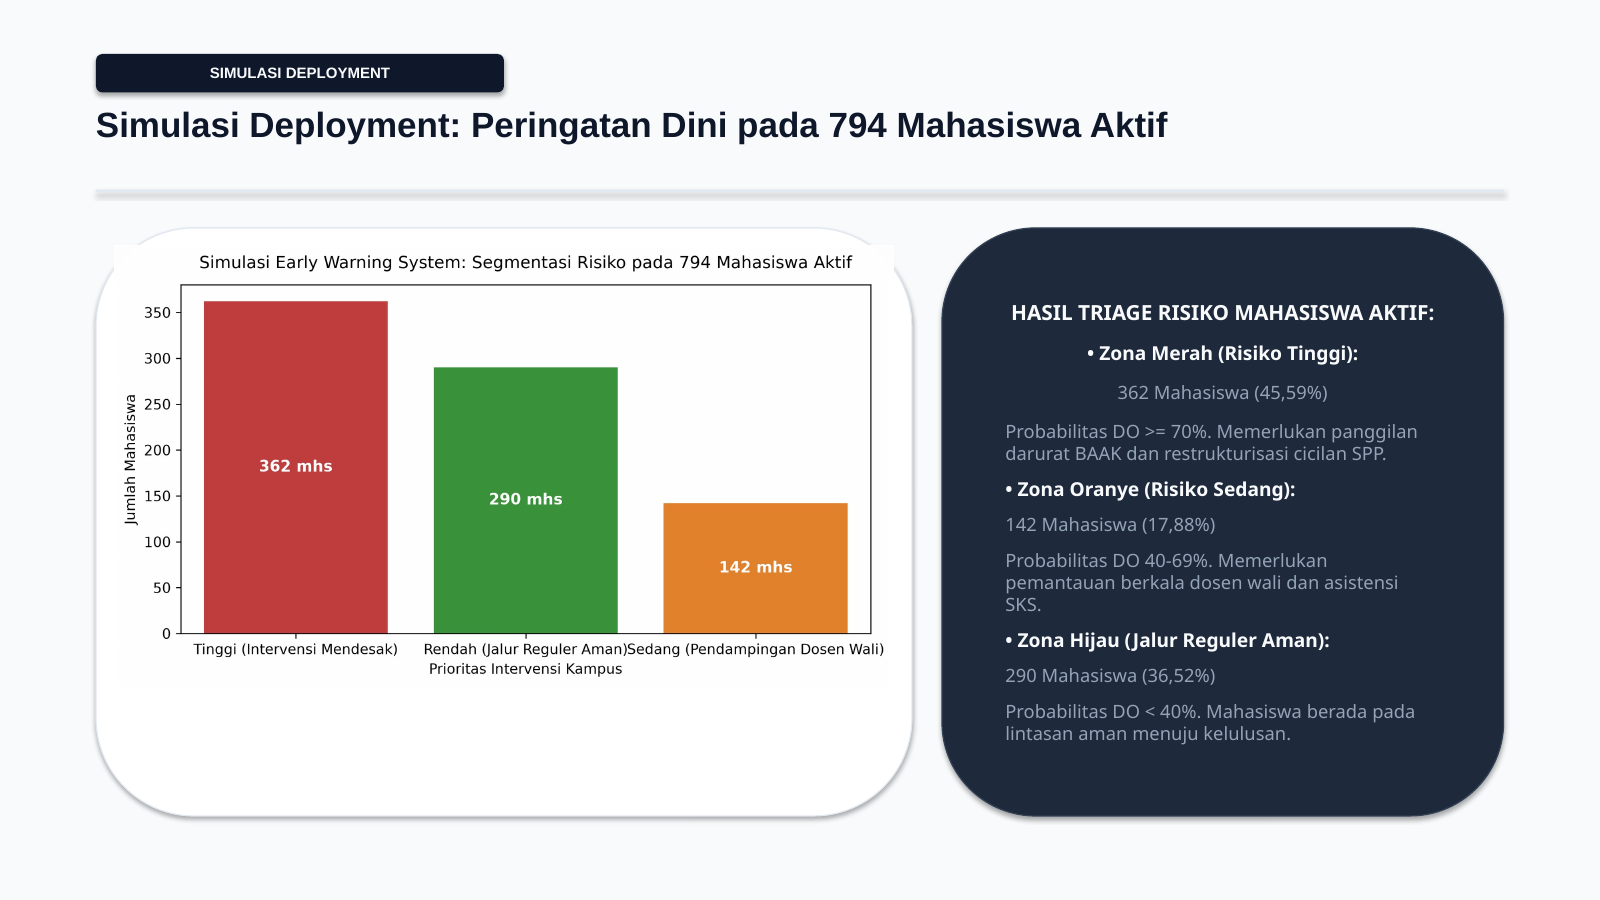 SIMULASI DEPLOYMENT
Simulasi Deployment: Peringatan Dini pada 794 Mahasiswa Aktif
Simulasi Early Warning System: Segmentasi Risiko pada 794 Mahasiswa Aktif
Jumlah Mahasiswa
350
300
250
200
150
100
50
0
362 mhs
290 mhs
142 mhs
Tinggi (Intervensi Mendesak)
Rendah (Jalur Reguler Aman)
Sedang (Pendampingan Dosen Wali)
Prioritas Intervensi Kampus
HASIL TRIAGE RISIKO MAHASISWA AKTIF:
• Zona Merah (Risiko Tinggi):
362 Mahasiswa (45,59%)
Probabilitas DO >= 70%. Memerlukan panggilan
darurat BAAK dan restrukturisasi cicilan SPP.
• Zona Oranye (Risiko Sedang):
142 Mahasiswa (17,88%)
Probabilitas DO 40-69%. Memerlukan
pemantauan berkala dosen wali dan asistensi
SKS.
• Zona Hijau (Jalur Reguler Aman):
290 Mahasiswa (36,52%)
Probabilitas DO < 40%. Mahasiswa berada pada
lintasan aman menuju kelulusan.